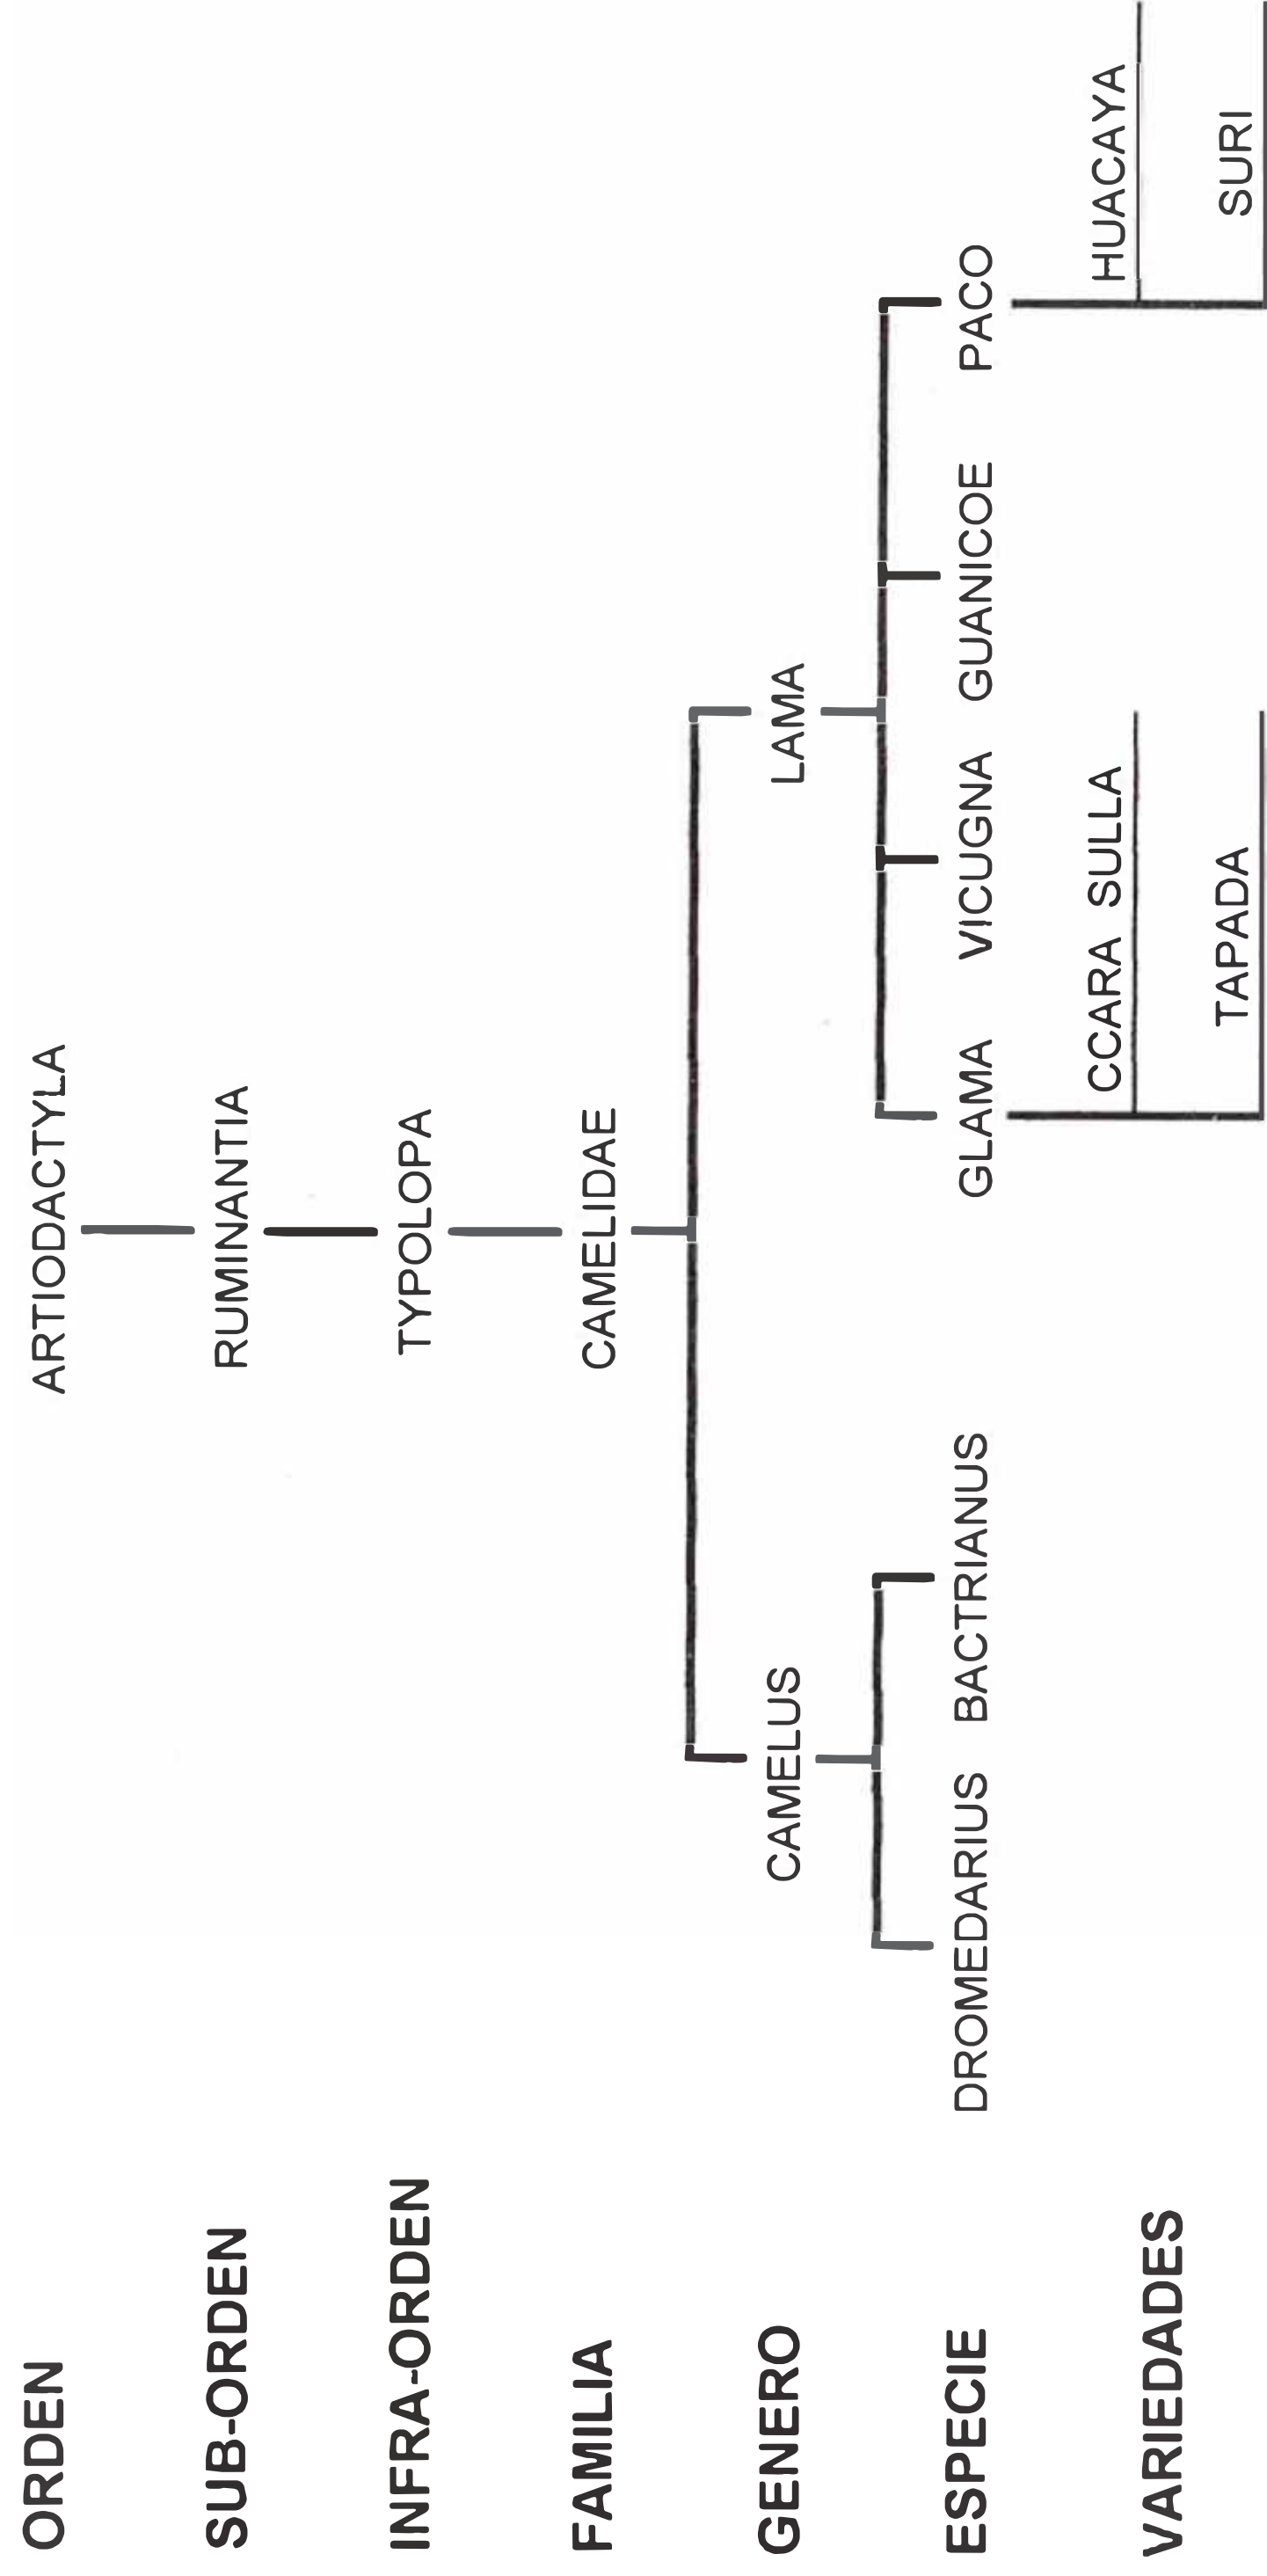 ORDEN ARTIODACTYLA
SUB-ORDEN RUMINANTIA
INFRA-ORDEN TYPOLOPA
FAMILIA CAMELIDAE
GENERO CAMELUS LAMA
ESPECIE DROMEDARIUS BACTRIANUS GLAMA VICUGNA GUANICOE PACO
CCARA SULLA HUACAYA
VARIEDADES
TAPADA SURI